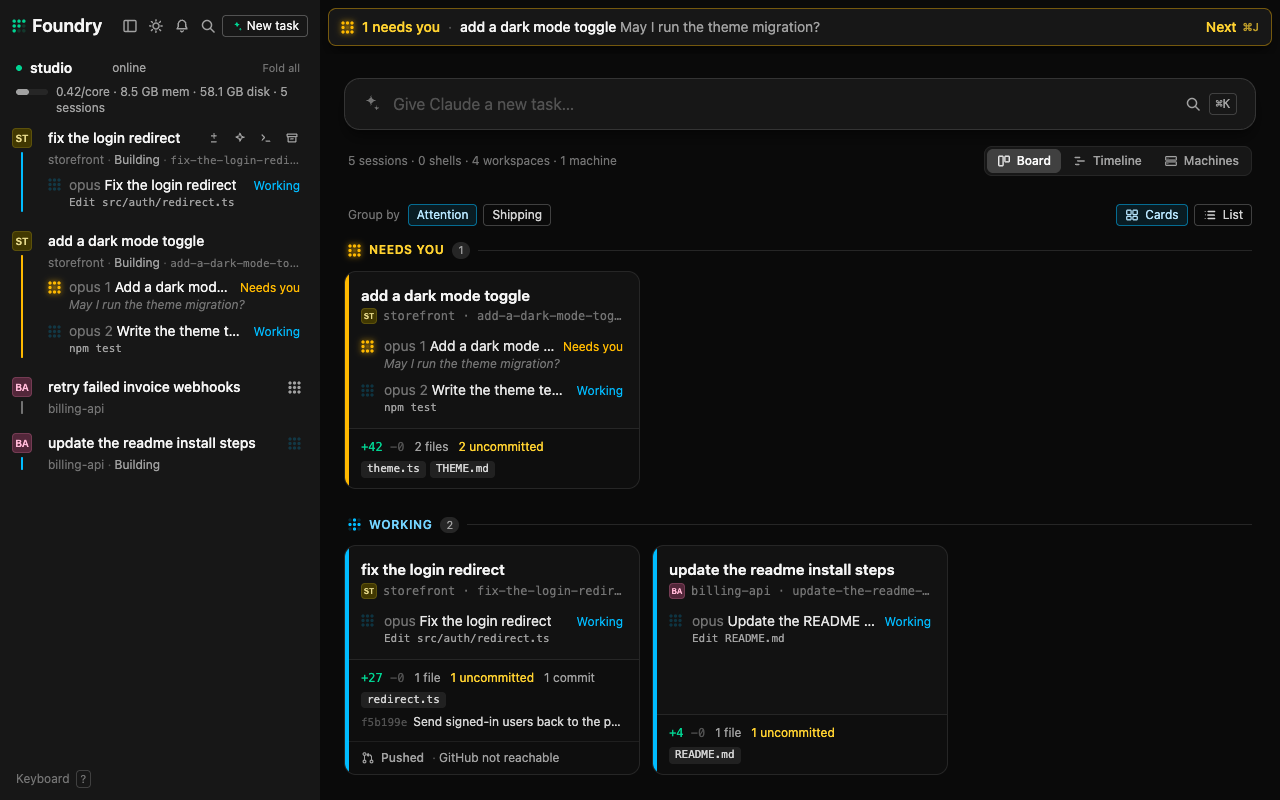 Foundry
New task
studio online Fold all
0.42/core · 8.5 GB mem · 58.1 GB disk · 5
sessions
ST fix the login redirect
storefront · Building · fix-the-login-redi…
opus Fix the login redirect Working
Edit src/auth/redirect.ts
ST add a dark mode toggle
storefront · Building · add-a-dark-mode-to…
opus 1 Add a dark mod… Needs you
May I run the theme migration?
opus 2 Write the theme t… Working
npm test
BA retry failed invoice webhooks
billing-api
BA update the readme install steps
billing-api · Building
Keyboard ?
1 needs you · add a dark mode toggle May I run the theme migration? Next ⌘J
Give Claude a new task… ⌘K
5 sessions · 0 shells · 4 workspaces · 1 machine
Board Timeline Machines
Group by Attention Shipping
Cards List
NEEDS YOU 1
add a dark mode toggle
ST storefront · add-a-dark-mode-tog…
opus 1 Add a dark mode … Needs you
May I run the theme migration?
opus 2 Write the theme te… Working
npm test
+42 −0 2 files 2 uncommitted
theme.ts THEME.md
WORKING 2
fix the login redirect
ST storefront · fix-the-login-redir…
opus Fix the login redirect Working
Edit src/auth/redirect.ts
+27 −0 1 file 1 uncommitted 1 commit
redirect.ts
f5b199e Send signed-in users back to the p…
Pushed · GitHub not reachable
update the readme install steps
BA billing-api · update-the-readme-…
opus Update the README … Working
Edit README.md
+4 −0 1 file 1 uncommitted
README.md